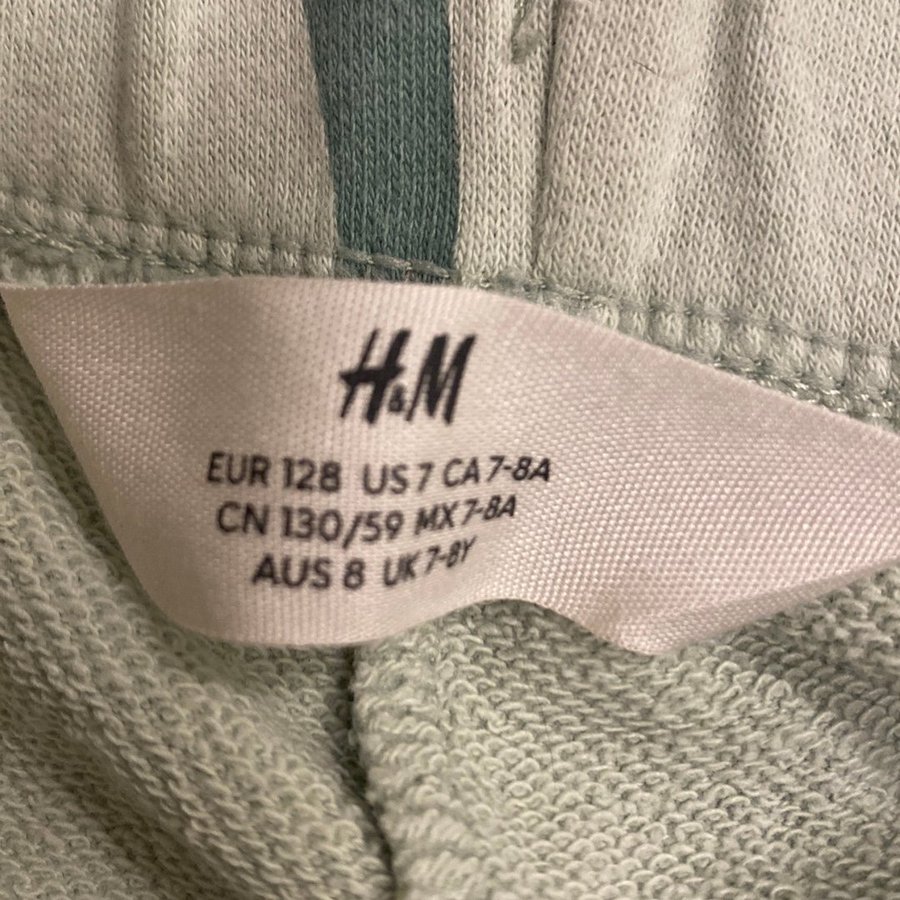 H&M
EUR 128 US 7 CA 7-8A
CN 130/59 MX 7-8A
AUS 8 UK 7-8Y